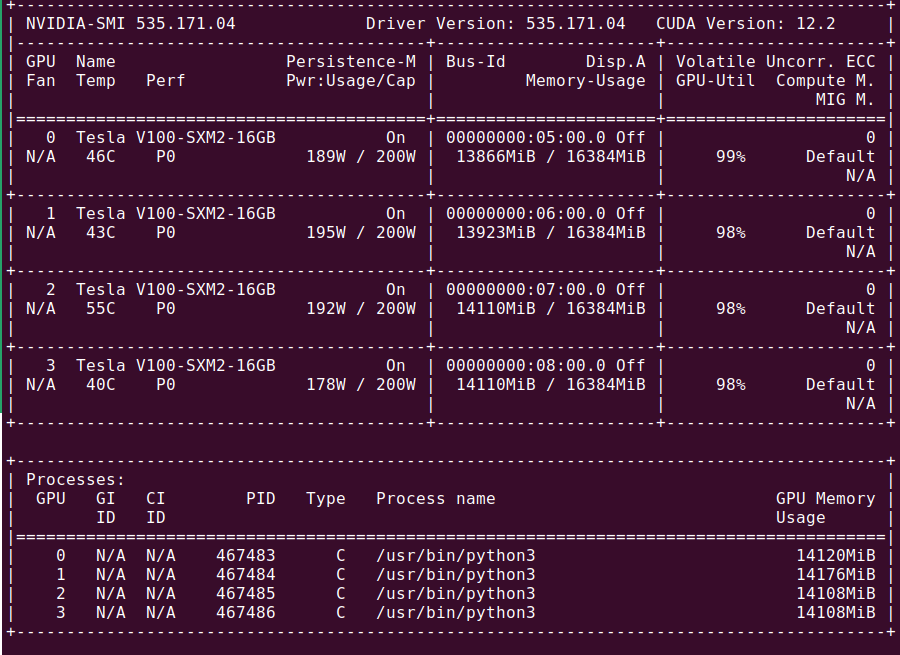 +---------------------------------------------------------------------------------------+
| NVIDIA-SMI 535.171.04             Driver Version: 535.171.04   CUDA Version: 12.2     |
|-----------------------------------------+----------------------+----------------------+
| GPU  Name                 Persistence-M | Bus-Id        Disp.A | Volatile Uncorr. ECC |
| Fan  Temp   Perf          Pwr:Usage/Cap |         Memory-Usage | GPU-Util  Compute M. |
|                                         |                      |               MIG M. |
|=========================================+======================+======================|
|   0  Tesla V100-SXM2-16GB           On  | 00000000:05:00.0 Off |                    0 |
| N/A   46C    P0             189W / 200W | 13866MiB / 16384MiB |     99%      Default |
|                                         |                      |                  N/A |
+-----------------------------------------+----------------------+----------------------+
|   1  Tesla V100-SXM2-16GB           On  | 00000000:06:00.0 Off |                    0 |
| N/A   43C    P0             195W / 200W | 13923MiB / 16384MiB |     98%      Default |
|                                         |                      |                  N/A |
+-----------------------------------------+----------------------+----------------------+
|   2  Tesla V100-SXM2-16GB           On  | 00000000:07:00.0 Off |                    0 |
| N/A   55C    P0             192W / 200W | 14110MiB / 16384MiB |     98%      Default |
|                                         |                      |                  N/A |
+-----------------------------------------+----------------------+----------------------+
|   3  Tesla V100-SXM2-16GB           On  | 00000000:08:00.0 Off |                    0 |
| N/A   40C    P0             178W / 200W | 14110MiB / 16384MiB |     98%      Default |
|                                         |                      |                  N/A |
+-----------------------------------------+----------------------+----------------------+
+---------------------------------------------------------------------------------------+
| Processes:                                                                            |
|  GPU   GI   CI        PID   Type   Process name                            GPU Memory |
|        ID   ID                                                             Usage      |
|=======================================================================================|
|    0   N/A  N/A    467483      C   /usr/bin/python3                          14120MiB |
|    1   N/A  N/A    467484      C   /usr/bin/python3                          14176MiB |
|    2   N/A  N/A    467485      C   /usr/bin/python3                          14108MiB |
|    3   N/A  N/A    467486      C   /usr/bin/python3                          14108MiB |
+---------------------------------------------------------------------------------------+